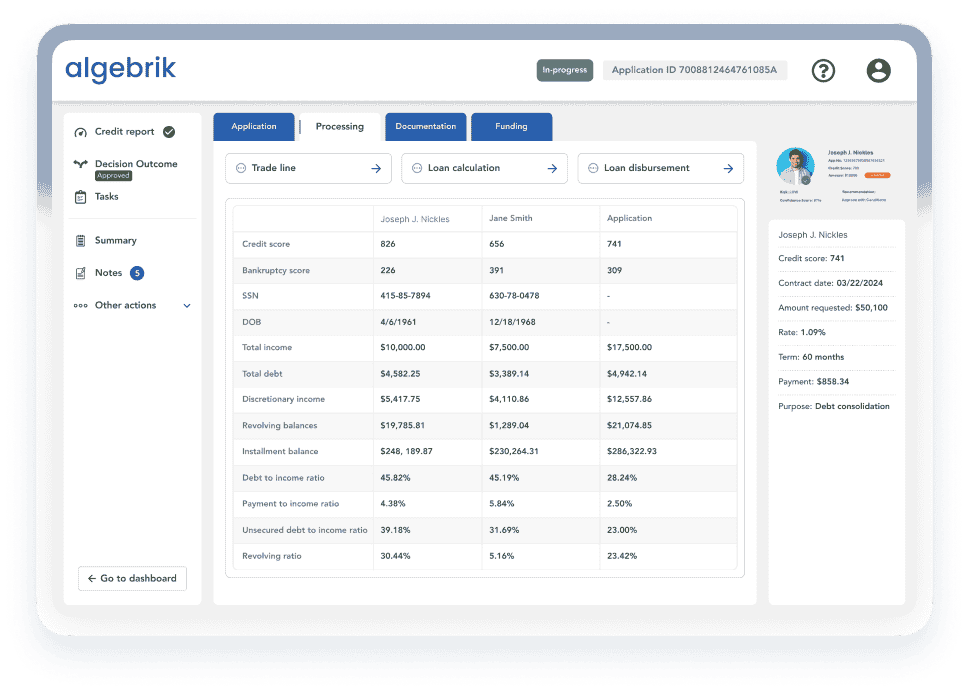 algebrik
In-progress
Application ID 7008812464761085A
Credit report
Decision Outcome
Approved
Tasks
Summary
Notes 5
Other actions
Go to dashboard
Application
Processing
Documentation
Funding
Trade line
Loan calculation
Loan disbursement
Joseph J. Nickles Jane Smith Application
Credit score 826 656 741
Bankruptcy score 226 391 309
SSN 415-85-7894 630-78-0478 -
DOB 4/6/1961 12/18/1968 -
Total income $10,000.00 $7,500.00 $17,500.00
Total debt $4,582.25 $3,389.14 $4,942.14
Discretionary income $5,417.75 $4,110.86 $12,557.86
Revolving balances $19,785.81 $1,289.04 $21,074.85
Installment balance $248, 189.87 $230,264.31 $286,322.93
Debt to income ratio 45.82% 45.19% 28.24%
Payment to income ratio 4.38% 5.84% 2.50%
Unsecured debt to income ratio 39.18% 31.69% 23.00%
Revolving ratio 30.44% 5.16% 23.42%
Joseph J. Nickles
Joseph J. Nickles
Credit score: 741
Contract date: 03/22/2024
Amount requested: $50,100
Rate: 1.09%
Term: 60 months
Payment: $858.34
Purpose: Debt consolidation